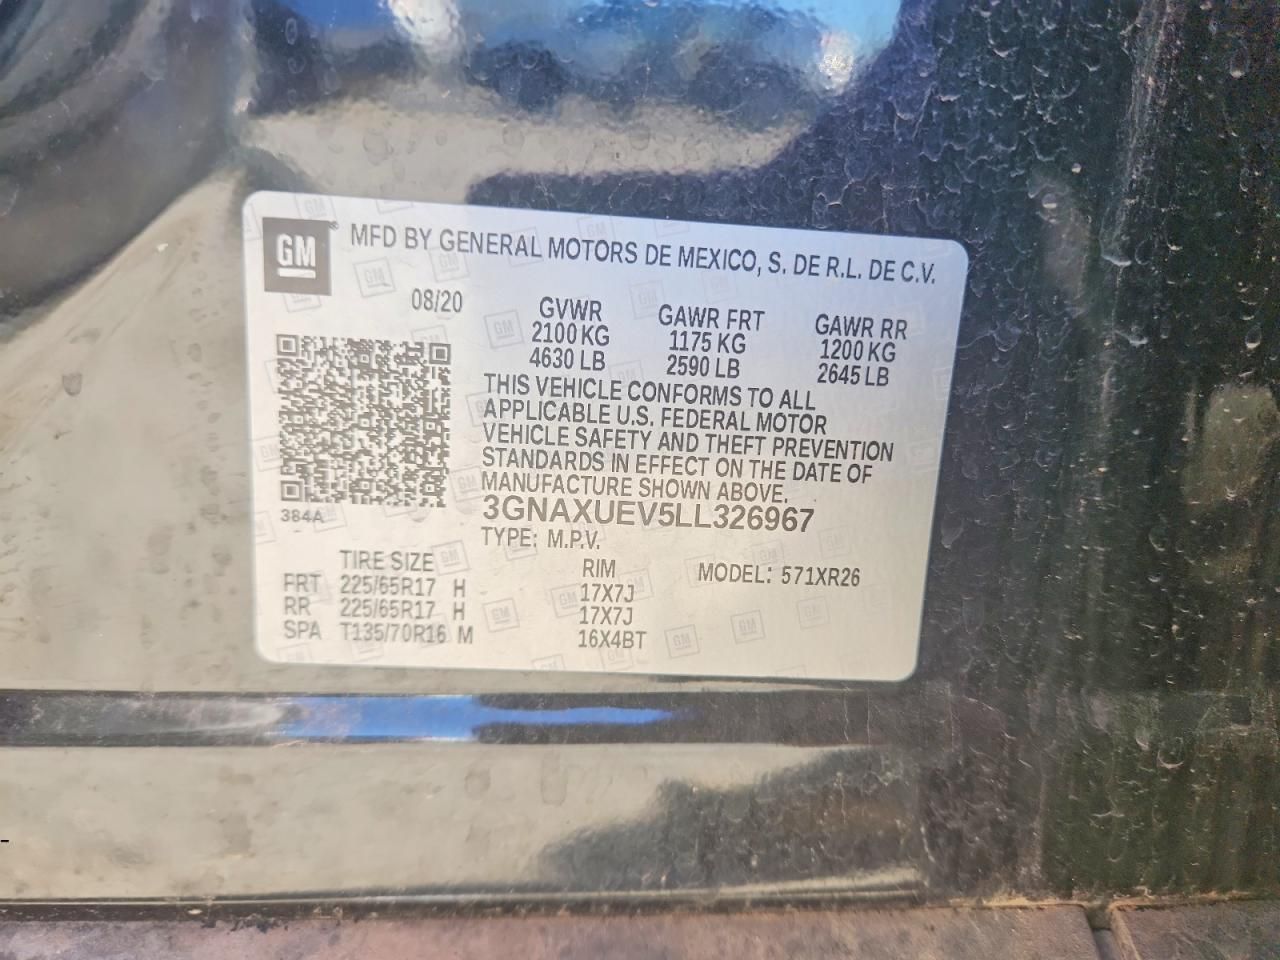 GM ® MFD BY GENERAL MOTORS DE MEXICO, S. DE R.L. DE C.V.
08/20
GVWR GAWR FRT GAWR RR
2100 KG 1175 KG 1200 KG
4630 LB 2590 LB 2645 LB
THIS VEHICLE CONFORMS TO ALL
APPLICABLE U.S. FEDERAL MOTOR
VEHICLE SAFETY AND THEFT PREVENTION
STANDARDS IN EFFECT ON THE DATE OF
MANUFACTURE SHOWN ABOVE.
384A
3GNAXUEV5LL326967
TYPE: M.P.V.
TIRE SIZE RIM MODEL: 571XR26
FRT 225/65R17 H 17X7J
RR 225/65R17 H 17X7J
SPA T135/70R16 M 16X4BT